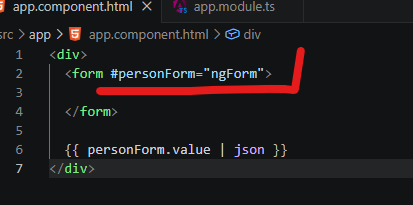 app.component.html app.module.ts
src > app > app.component.html > div
1 <div>
2 <form #personForm="ngForm">
3
4 </form>
5
6 {{ personForm.value | json }}
7 </div>